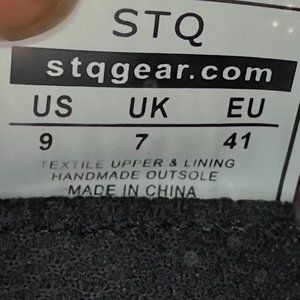 STQ
stqgear.com
US UK EU
9 7 41
TEXTILE UPPER & LINING
HANDMADE OUTSOLE
MADE IN CHINA